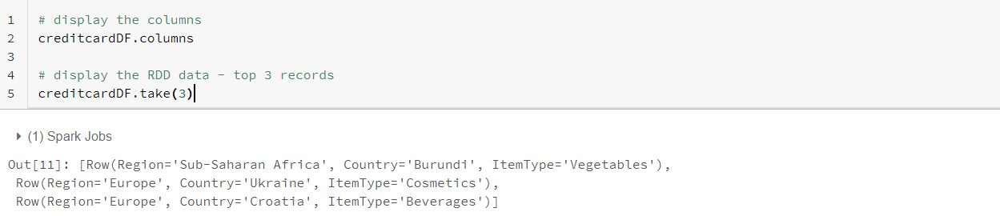 1 # display the columns
2 creditcardDF.columns
3
4 # display the RDD data - top 3 records
5 creditcardDF.take(3)
(1) Spark Jobs
Out[11]: [Row(Region='Sub-Saharan Africa', Country='Burundi', ItemType='Vegetables'),
Row(Region='Europe', Country='Ukraine', ItemType='Cosmetics'),
Row(Region='Europe', Country='Croatia', ItemType='Beverages')]